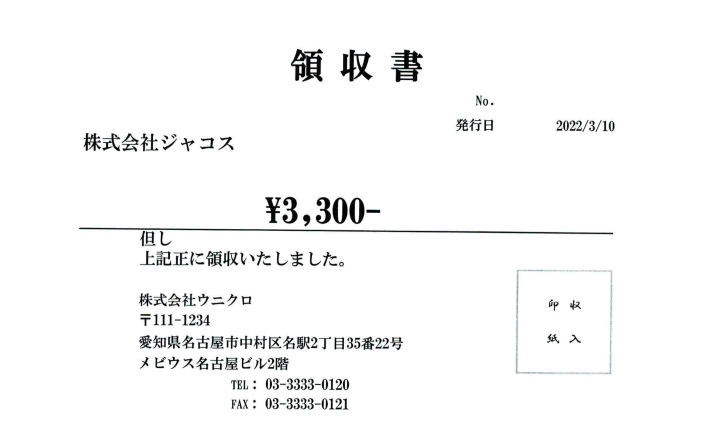 領 収 書
No.
発行日 2022/3/10
株式会社ジャコス
¥3,300-
但し
上記正に領収いたしました。
株式会社ウニクロ
〒111-1234
愛知県名古屋市中村区名駅2丁目35番22号
メビウス名古屋ビル2階
TEL: 03-3333-0120
FAX: 03-3333-0121
収入
印紙